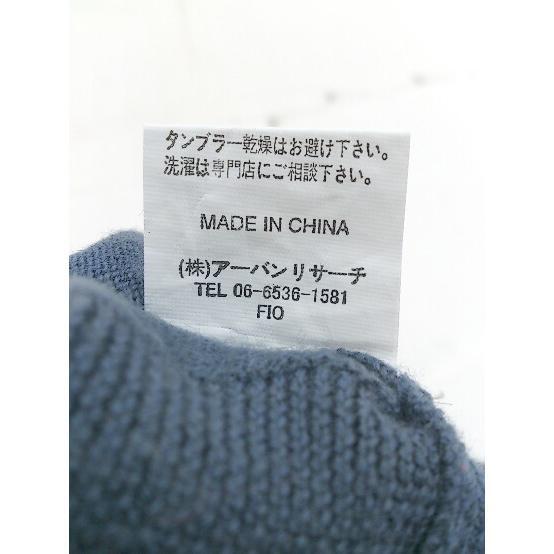 タンブラー乾燥はお避け下さい。
洗濯は専門店にご相談下さい。
MADE IN CHINA
(株)アーバンリサーチ
TEL 06-6536-1581
FIO